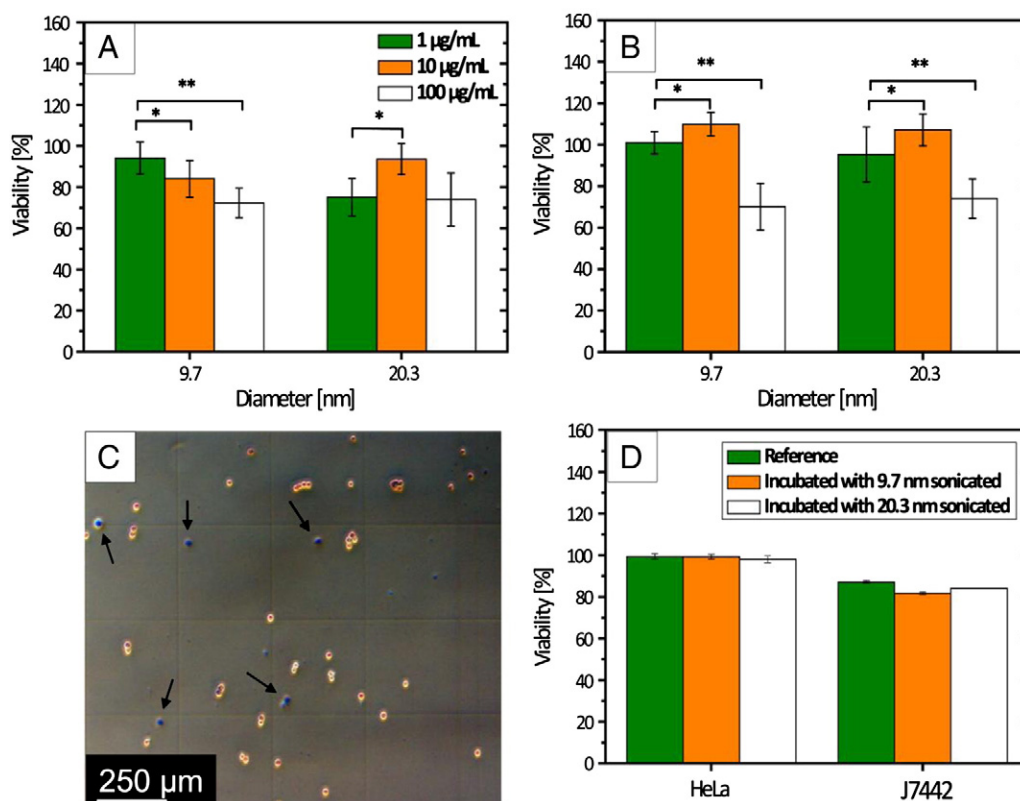 A
160
140
120
100
80
60
40
20
0
Viability [%]
1 µg/mL
10 µg/mL
100 µg/mL
*
**
*
9.7
20.3
Diameter [nm]
B
160
140
120
100
80
60
40
20
0
Viability [%]
*
**
*
**
9.7
20.3
Diameter [nm]
C
250 µm
D
160
140
120
100
80
60
40
20
0
Viability [%]
Reference
Incubated with 9.7 nm sonicated
Incubated with 20.3 nm sonicated
HeLa
J7442